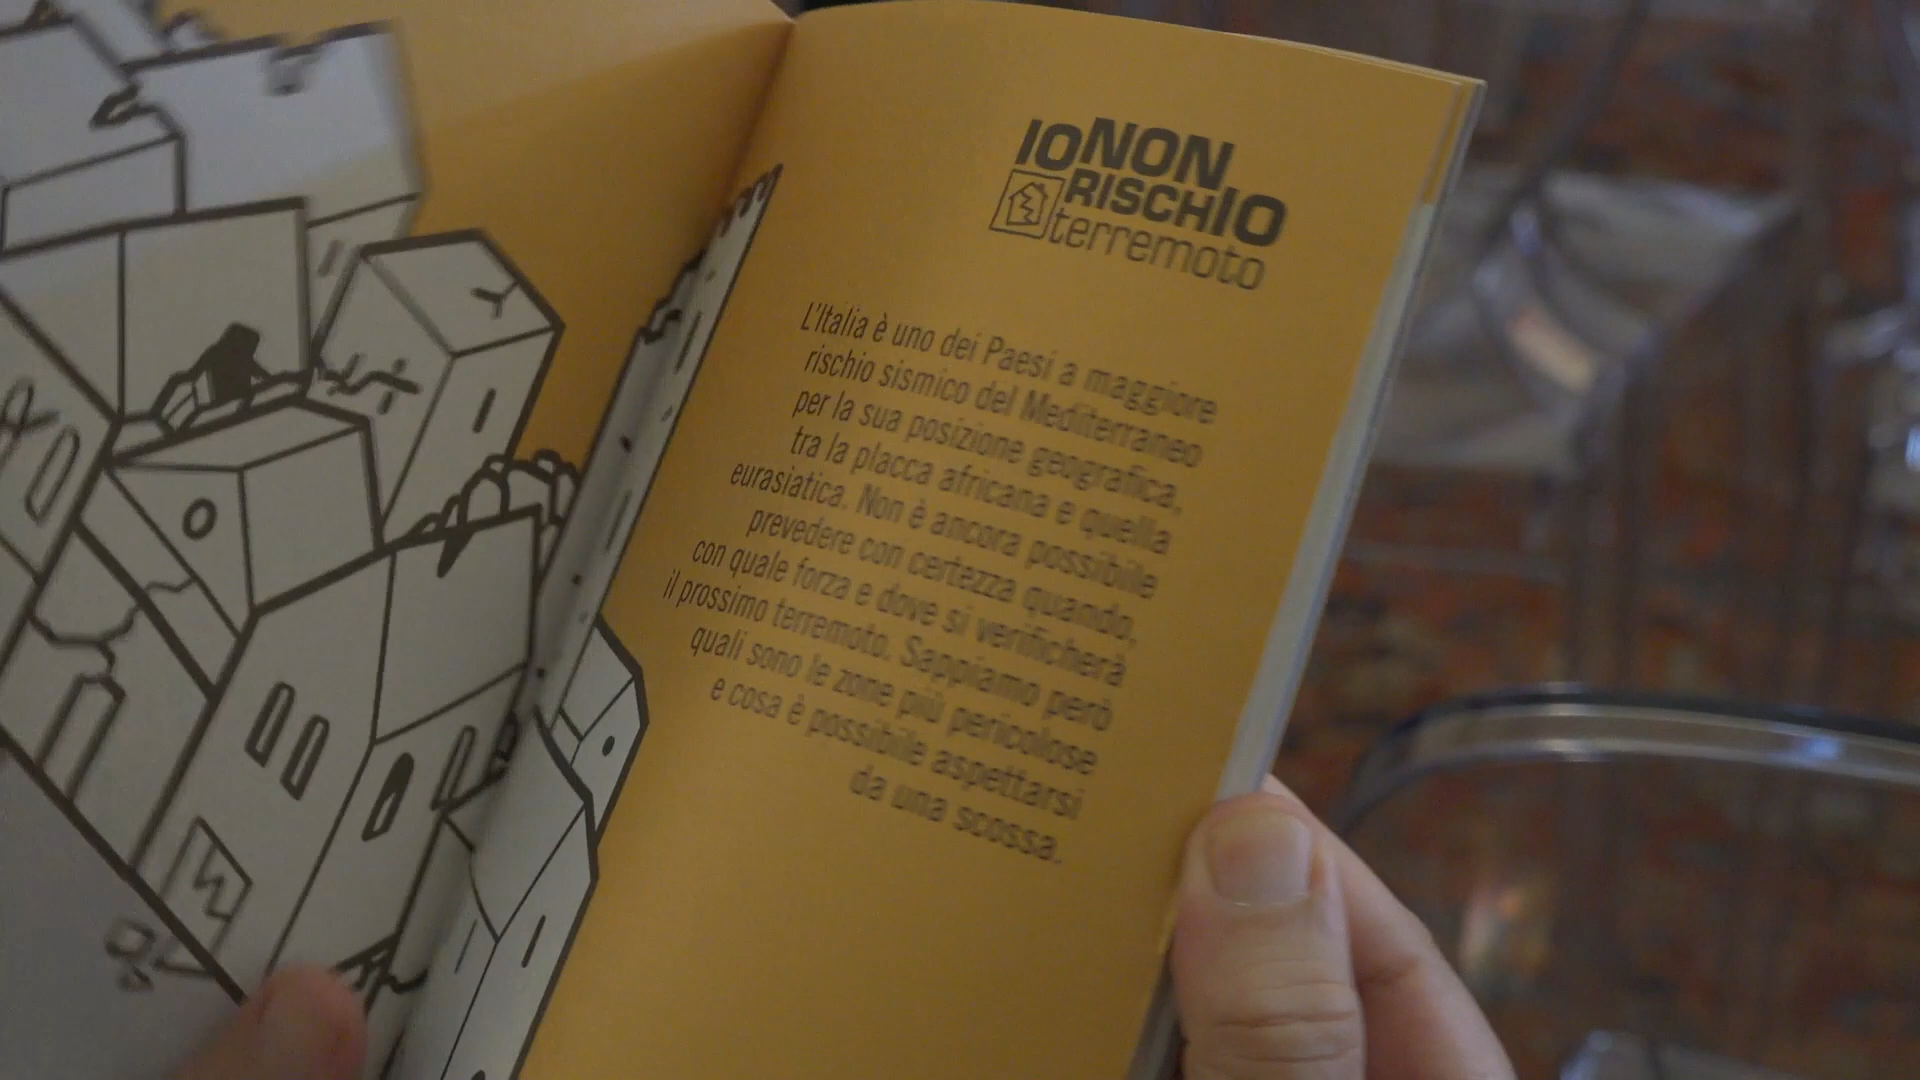 IO NON
RISCHIO
terremoto
L'Italia è uno dei Paesi a maggiore
rischio sismico del Mediterraneo
per la sua posizione geografica,
tra la placca africana e quella
eurasiatica. Non è ancora possibile
prevedere con certezza quando,
con quale forza e dove si verificherà
il prossimo terremoto. Sappiamo però
quali sono le zone più pericolose
e cosa è possibile aspettarsi
da una scossa.